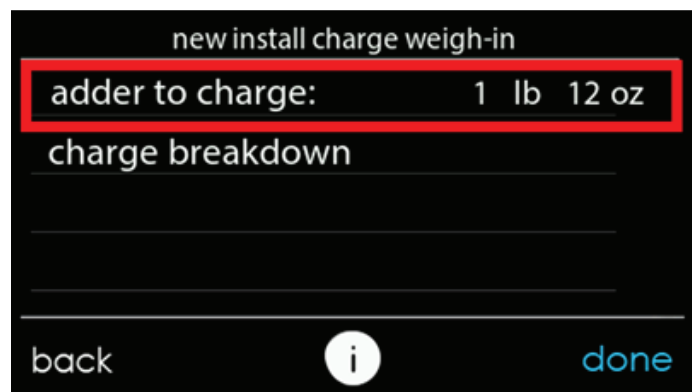 new install charge weigh-in
adder to charge: 1 lb 12 oz
charge breakdown
back i done